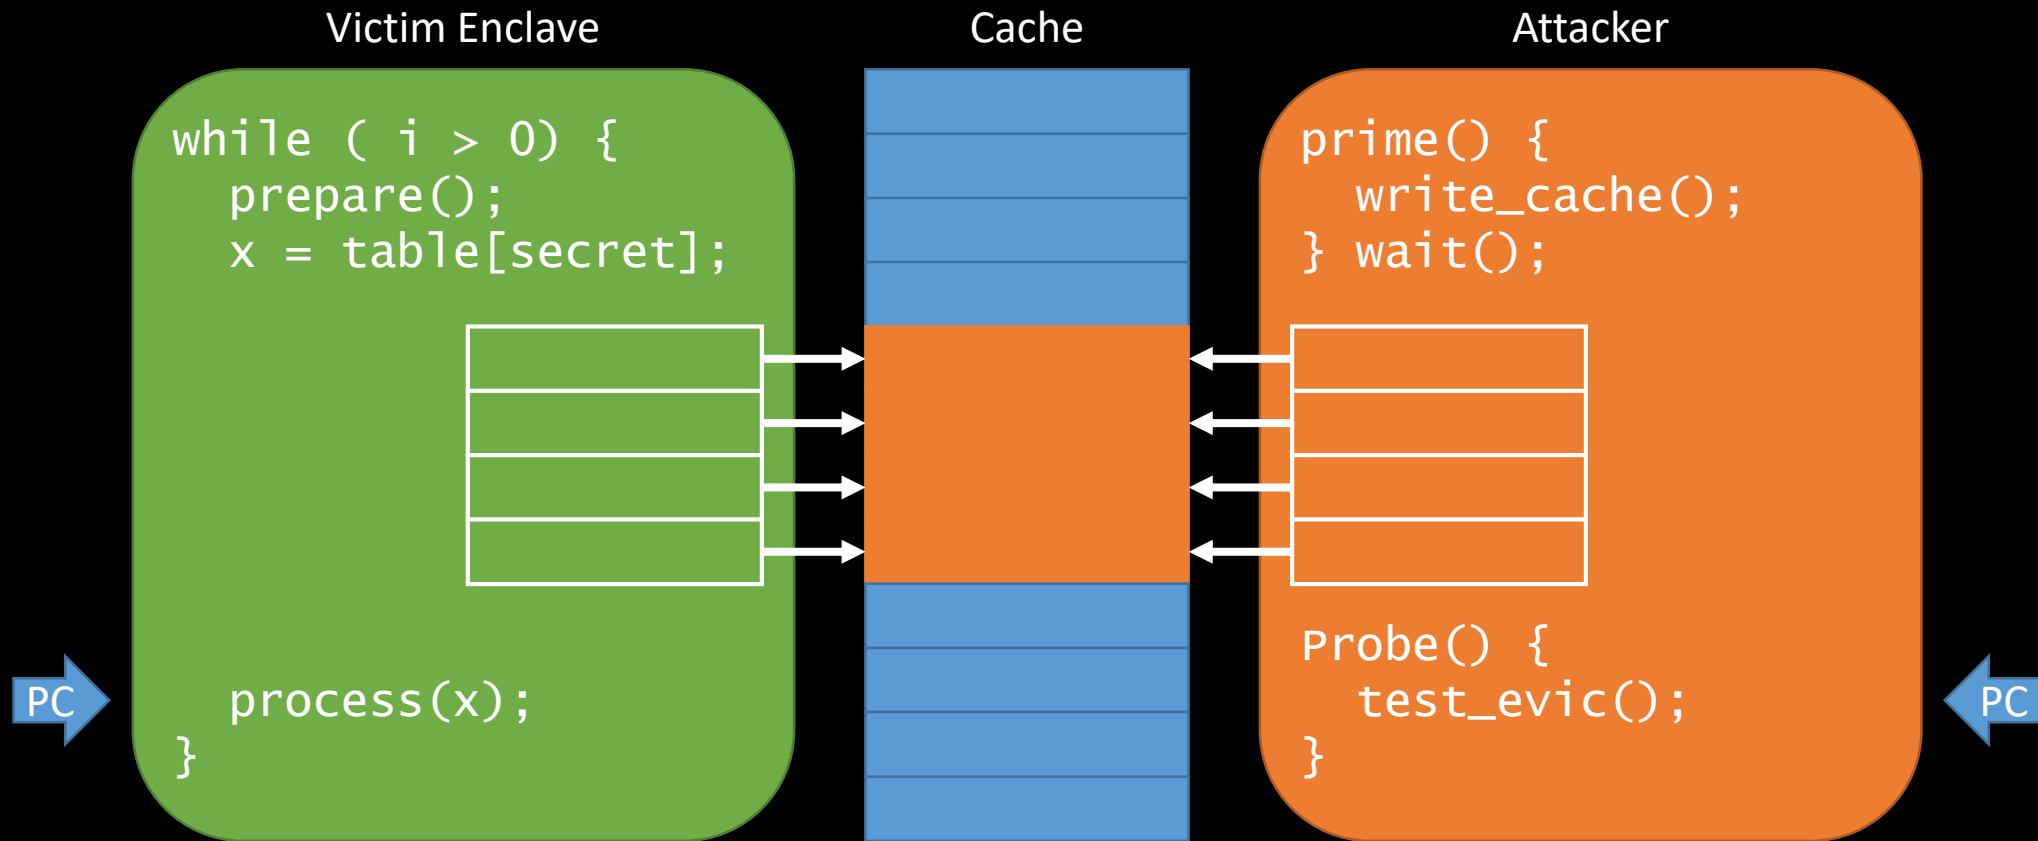 Victim Enclave
Cache
Attacker
while ( i > 0) {
prepare();
x = table[secret];
process(x);
}
prime() {
write_cache();
} wait();
Probe() {
test_evic();
}
PC
PC